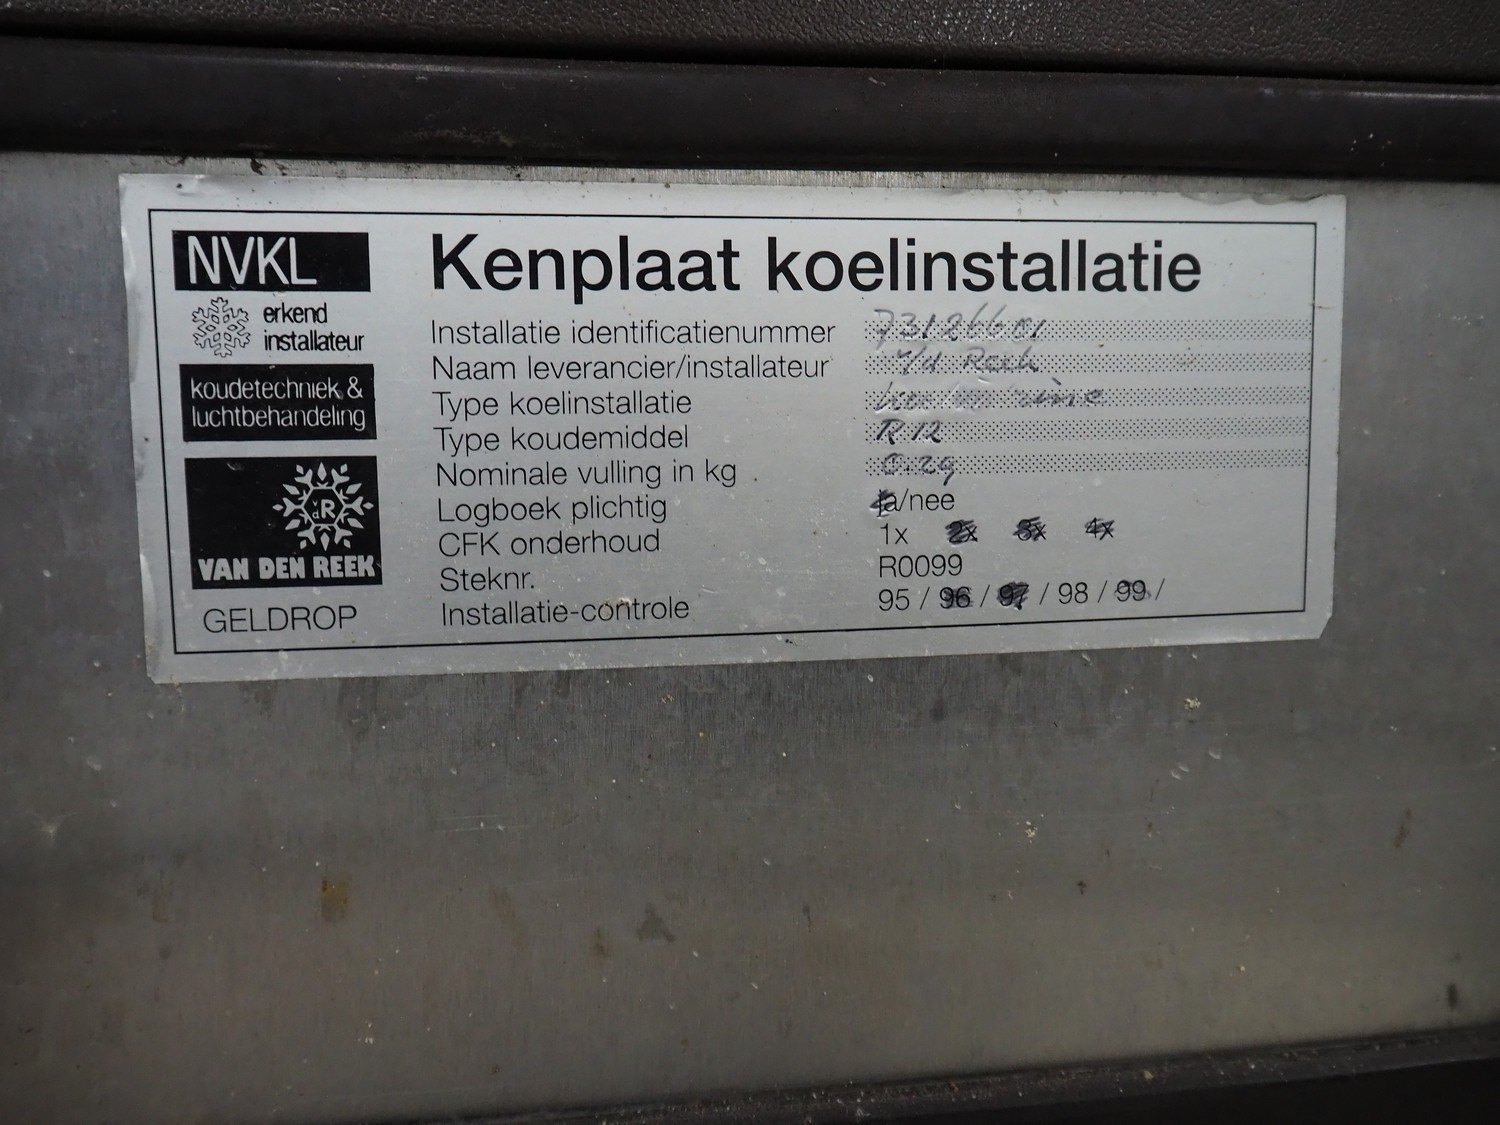 NVKL
erkend
installateur
koudetechniek &
luchtbehandeling
vdR
VAN DEN REEK
GELDROP
Kenplaat koelinstallatie
Installatie identificatienummer
Naam leverancier/installateur v/d Reek
Type koelinstallatie
Type koudemiddel R12
Nominale vulling in kg
Logboek plichtig ja/nee
CFK onderhoud 1x 2x 3x 4x
Steknr. R0099
Installatie-controle 95 / 96 / 97 / 98 / 99 /